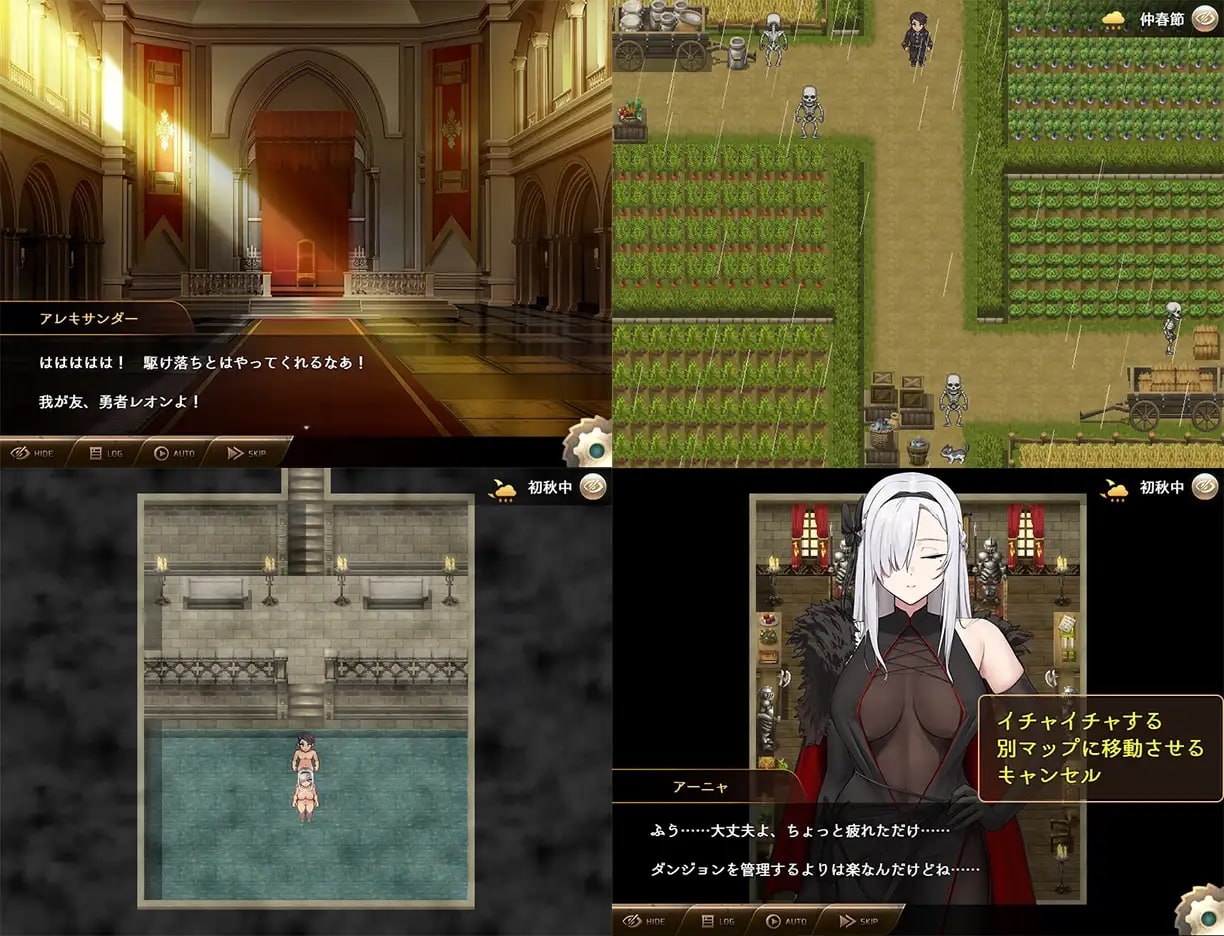 アレキサンダー
はははははは！　駆け落ちとはやってくれるなあ！
我が友、勇者レオンよ！
HIDE
LOG
AUTO
SKIP
仲春節
初秋中
初秋中
イチャイチャする
別マップに移動させる
キャンセル
アーニャ
ふう……大丈夫よ、ちょっと疲れただけ……
ダンジョンを管理するよりは楽なんだけどね……
HIDE
LOG
AUTO
SKIP